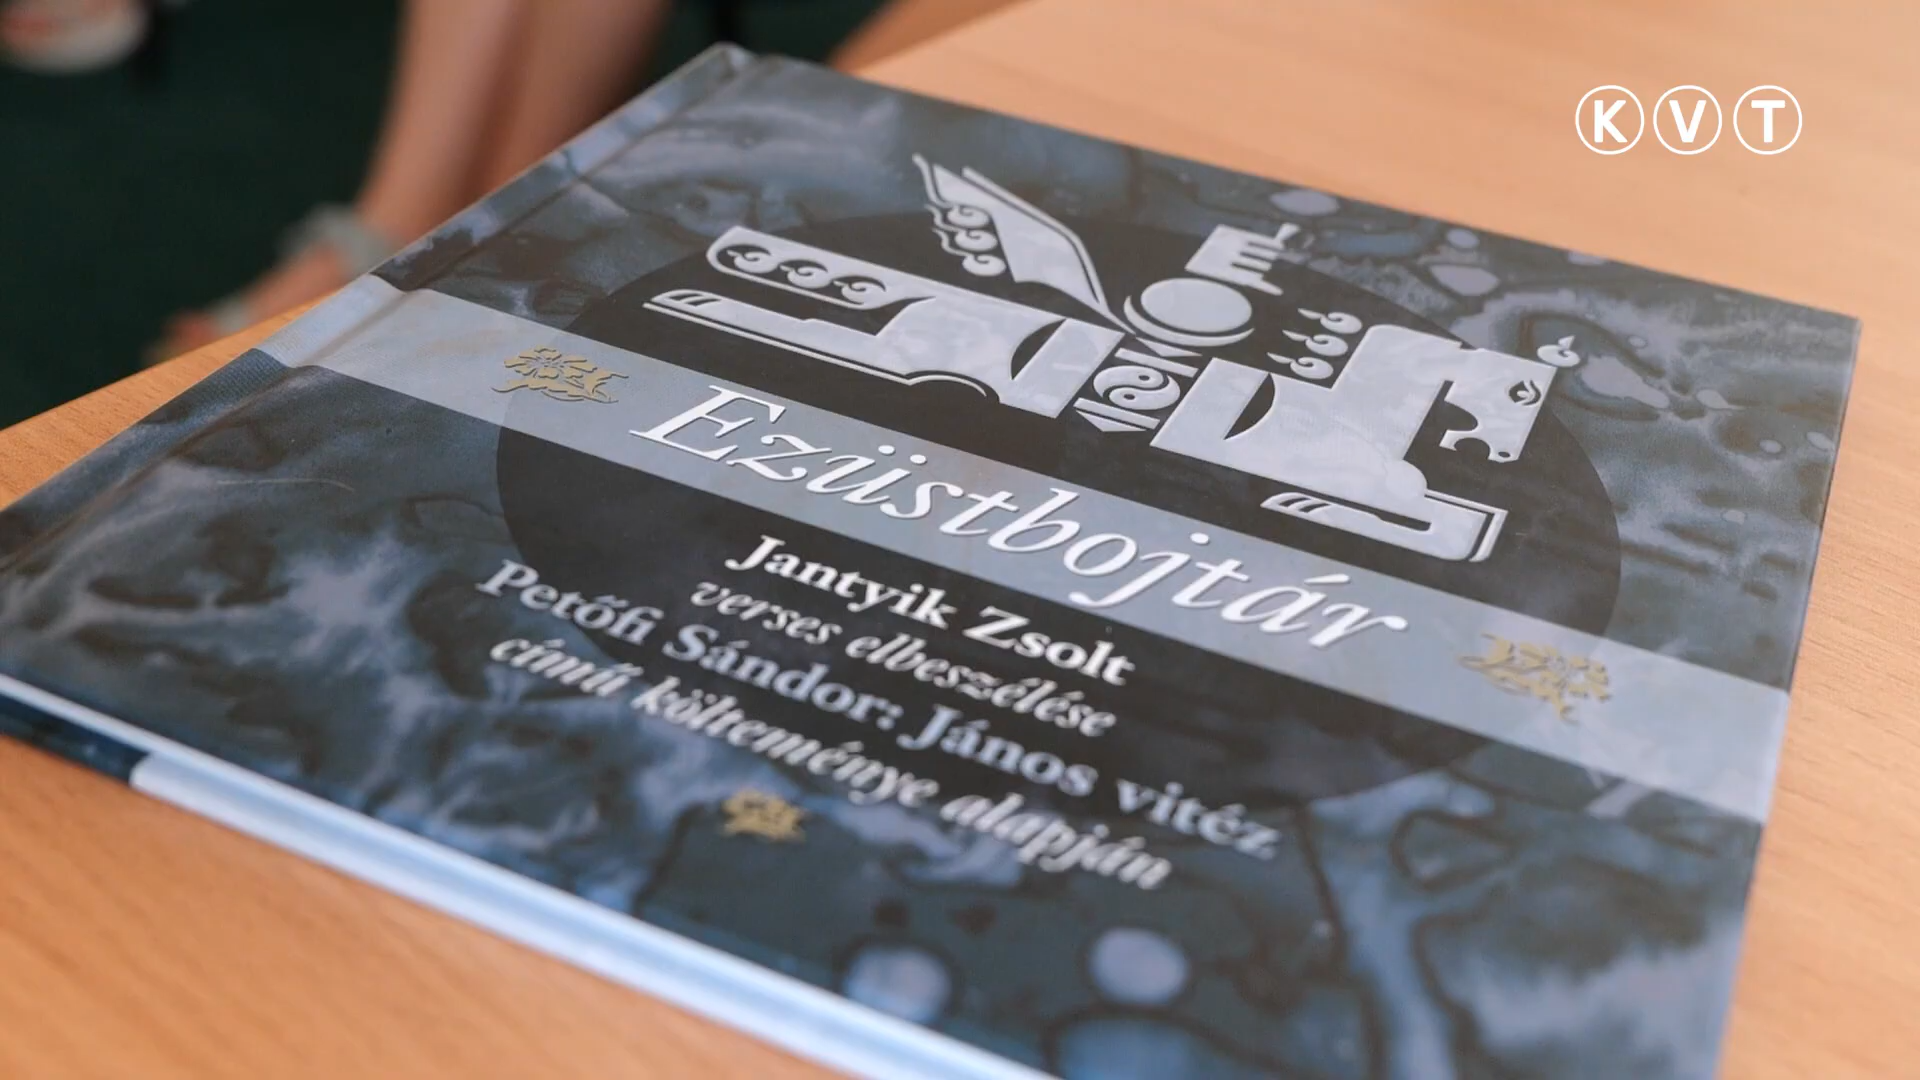 KVT
Ezüstbojtár
Jantyik Zsolt
verses elbeszélése
Petőfi Sándor: János vitéz
című költeménye alapján